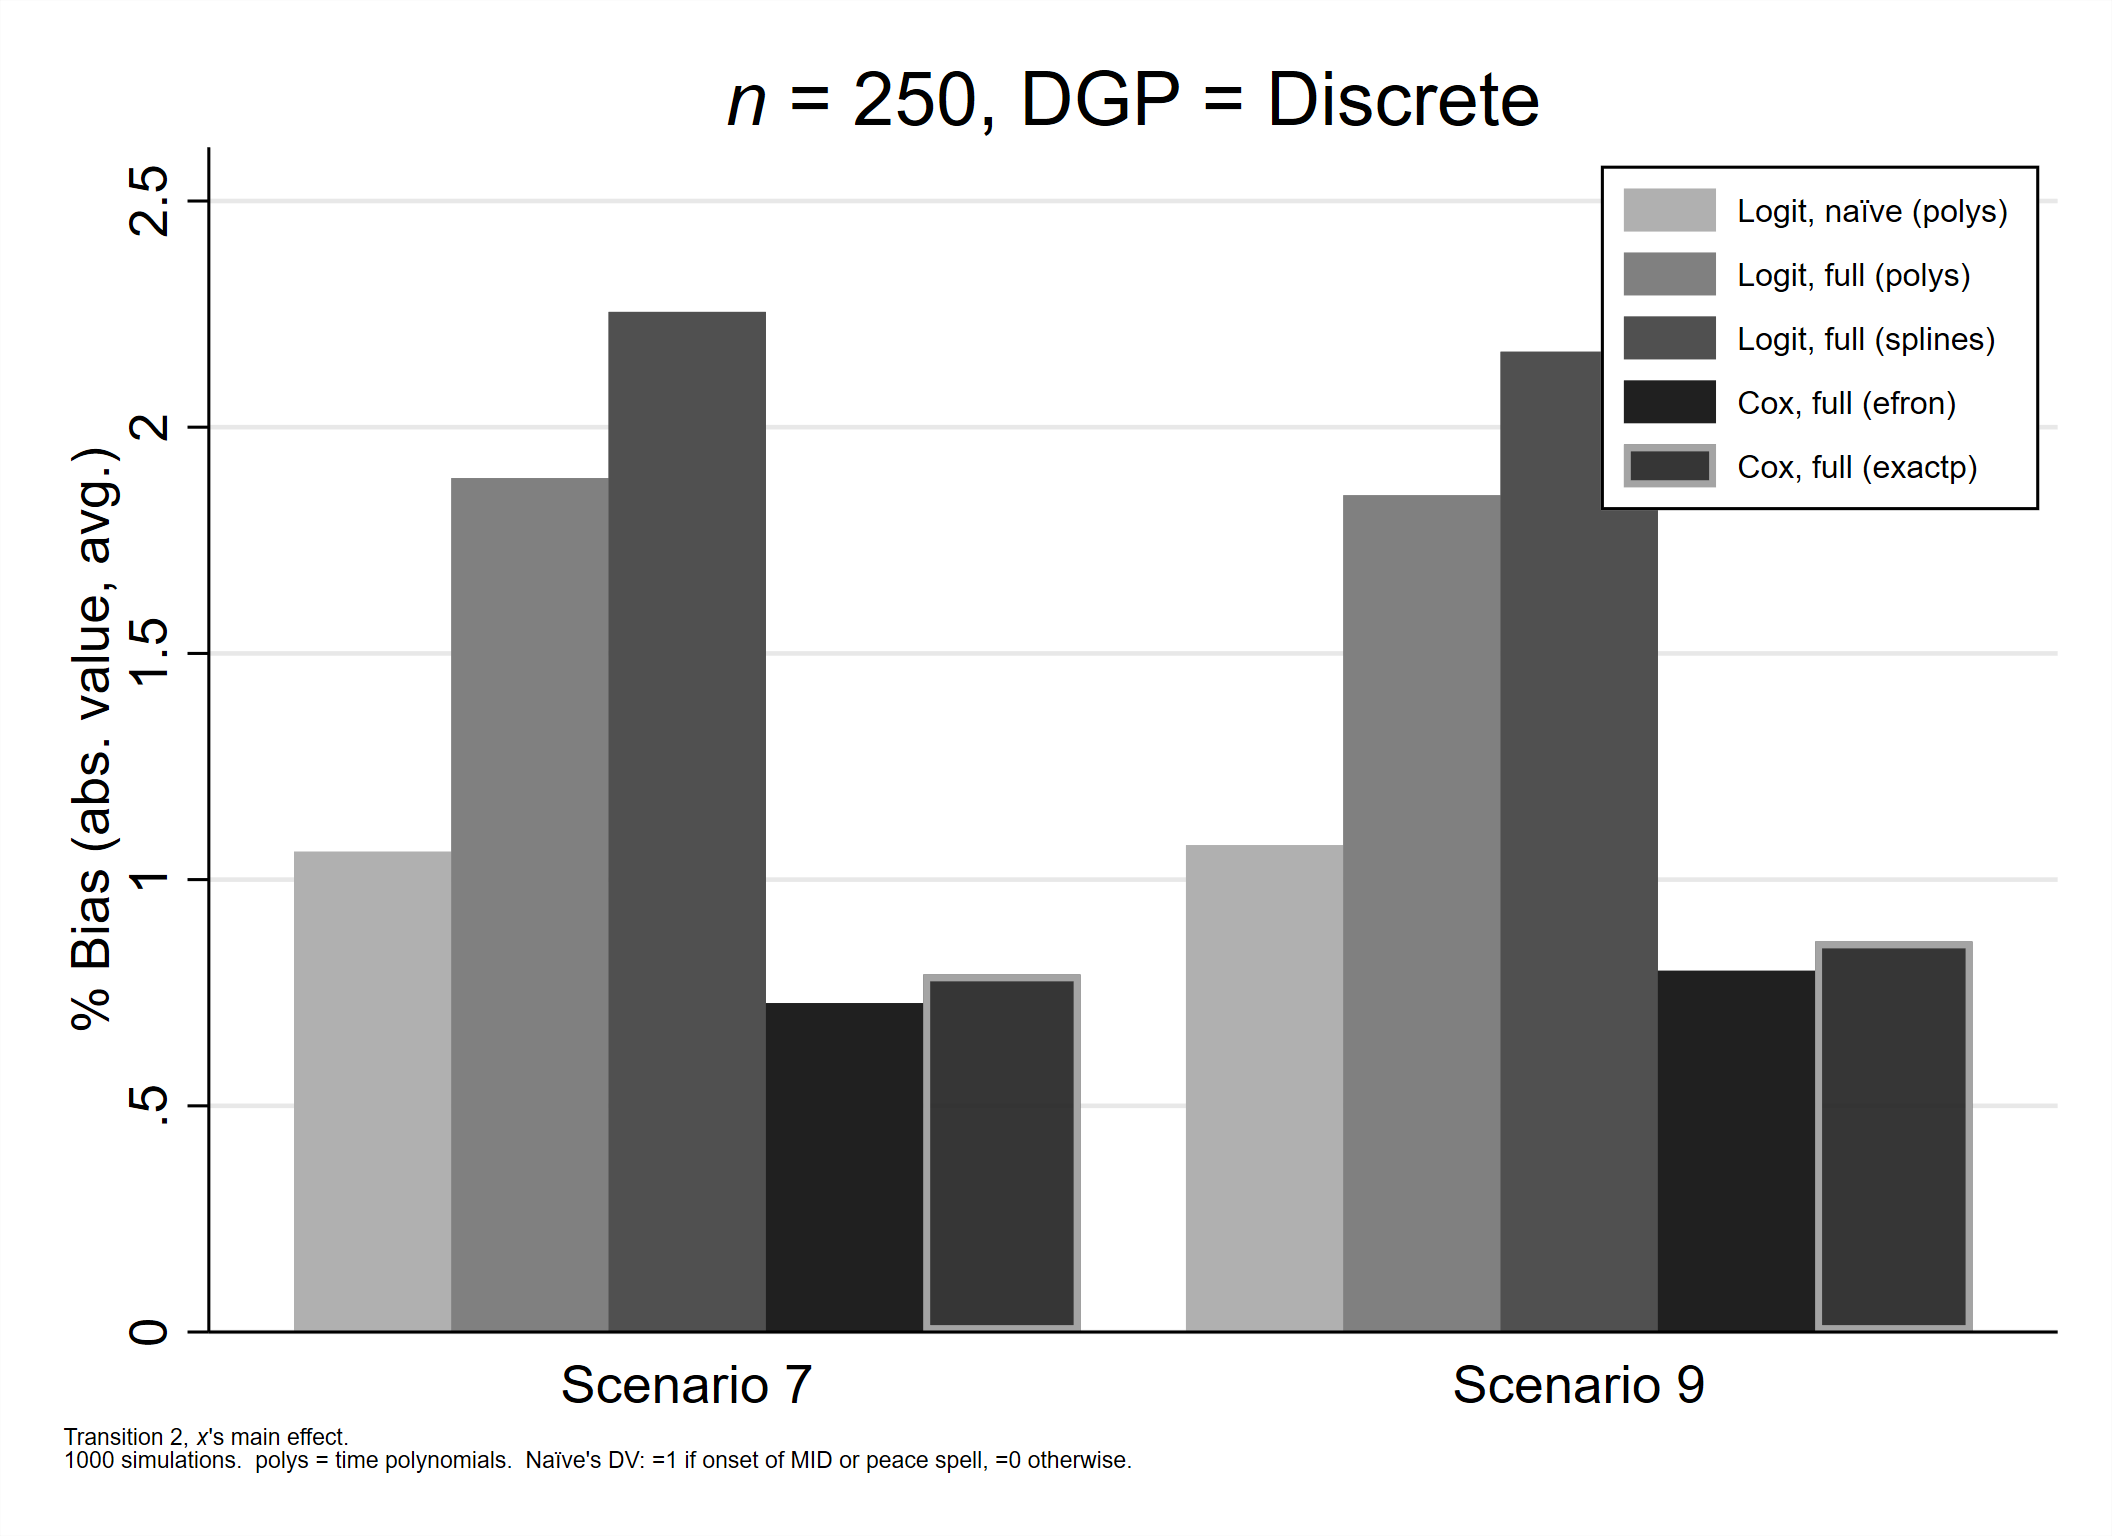 n = 250, DGP = Discrete
% Bias (abs. value, avg.)
2.5
2
1.5
1
.5
0
Logit, naïve (polys)
Logit, full (polys)
Logit, full (splines)
Cox, full (efron)
Cox, full (exactp)
Scenario 7
Scenario 9
Transition 2, x's main effect.
1000 simulations.  polys = time polynomials.  Naïve's DV: =1 if onset of MID or peace spell, =0 otherwise.